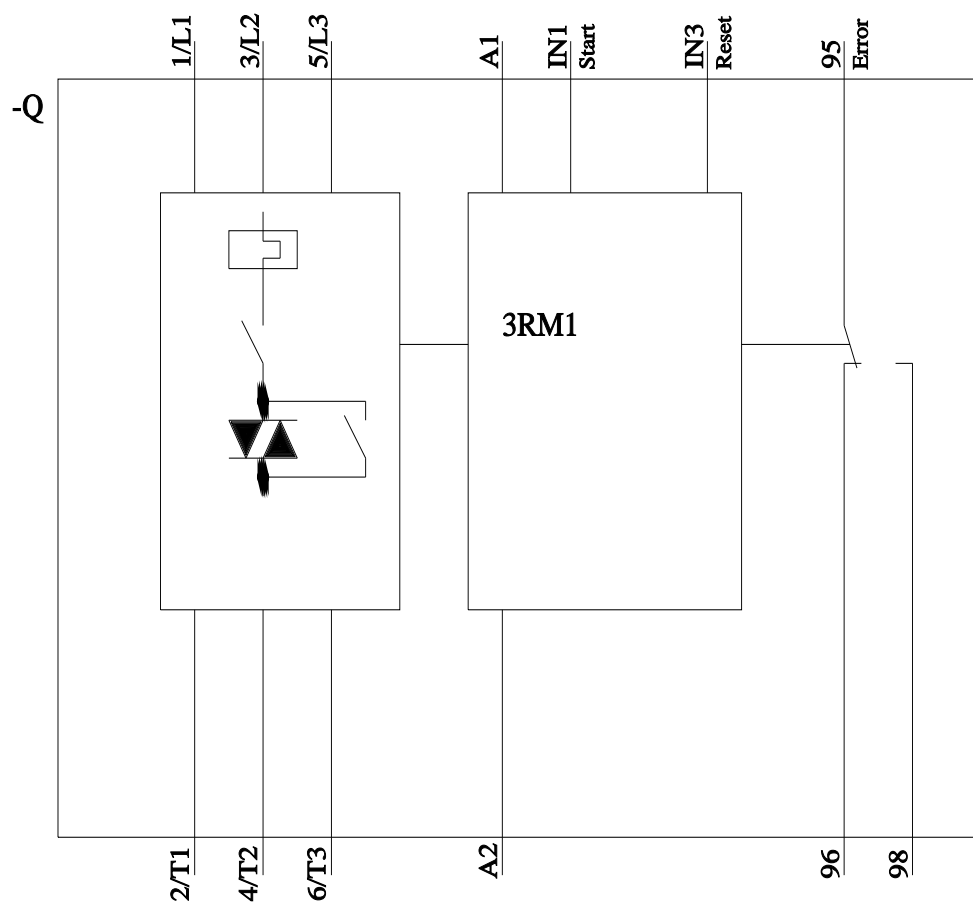 1/L1
3/L2
5/L3
A1
IN1
Start
IN3
Reset
95
Error
-Q
3RM1
2/T1
4/T2
6/T3
A2
96
98